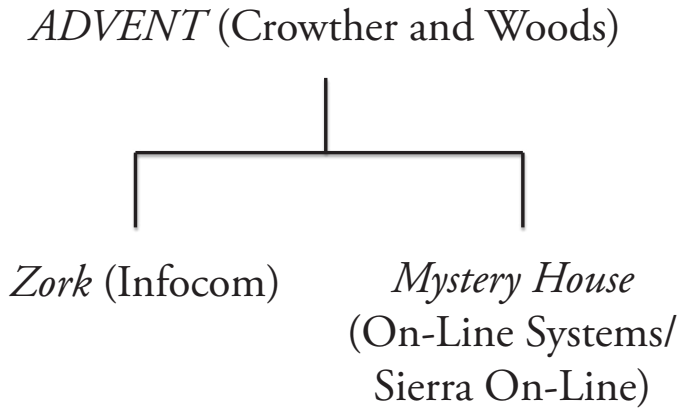 ADVENT (Crowther and Woods)
Zork (Infocom)
Mystery House
(On-Line Systems/
Sierra On-Line)